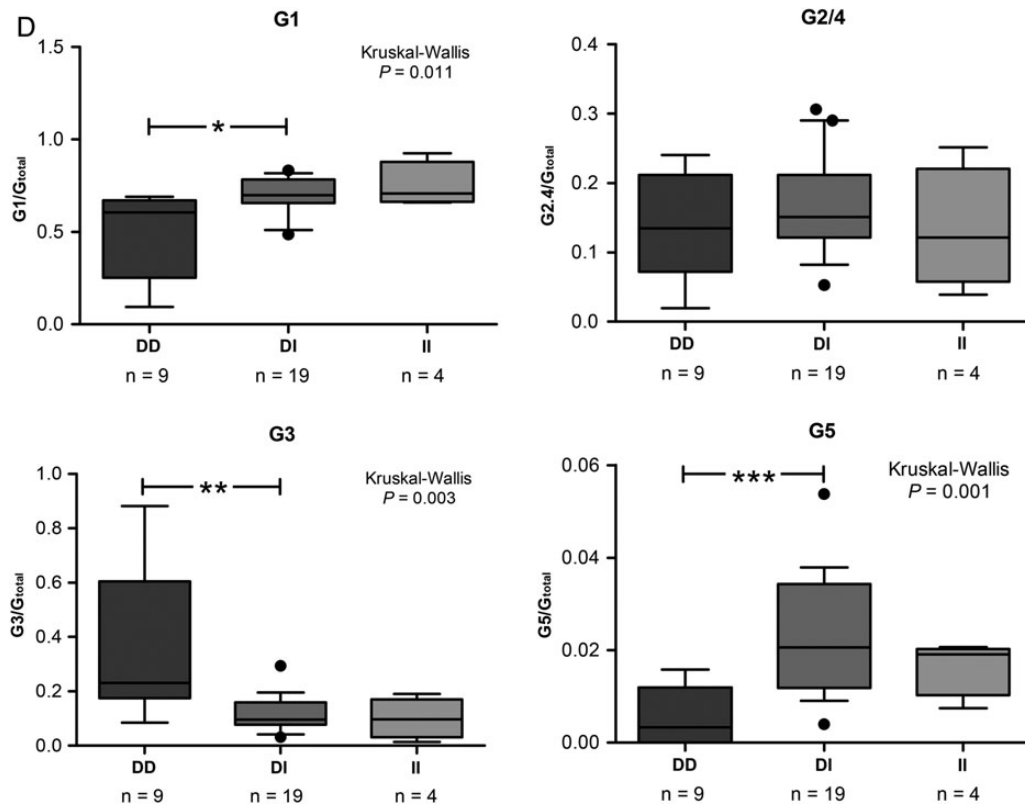 D
G1
Kruskal-Wallis
P = 0.011
*
G1/Gtotal
1.5
1.0
0.5
0.0
DD
DI
II
n = 9
n = 19
n = 4
G2/4
G2.4/Gtotal
0.4
0.3
0.2
0.1
0.0
DD
DI
II
n = 9
n = 19
n = 4
G3
Kruskal-Wallis
P = 0.003
**
G3/Gtotal
1.0
0.8
0.6
0.4
0.2
0.0
DD
DI
II
n = 9
n = 19
n = 4
G5
Kruskal-Wallis
P = 0.001
***
G5/Gtotal
0.06
0.04
0.02
0.00
DD
DI
II
n = 9
n = 19
n = 4